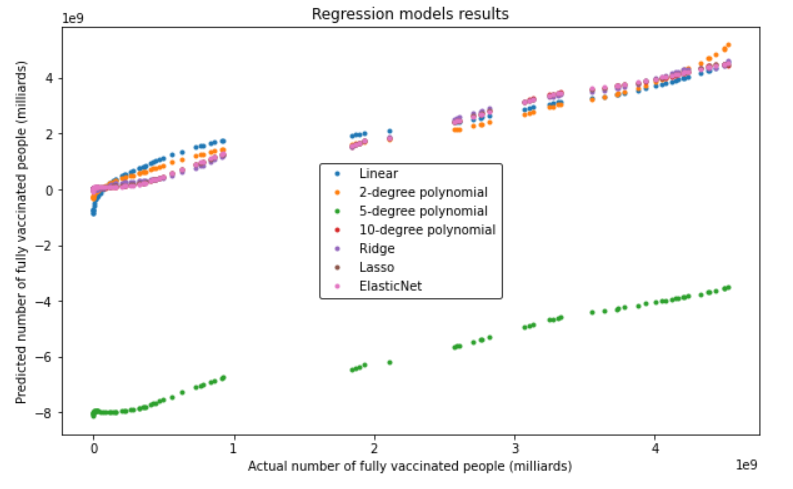 Regression models results
1e9
Predicted number of fully vaccinated people (milliards)
4
2
0
−2
−4
−6
−8
Linear
2-degree polynomial
5-degree polynomial
10-degree polynomial
Ridge
Lasso
ElasticNet
0 1 2 3 4
1e9
Actual number of fully vaccinated people (milliards)